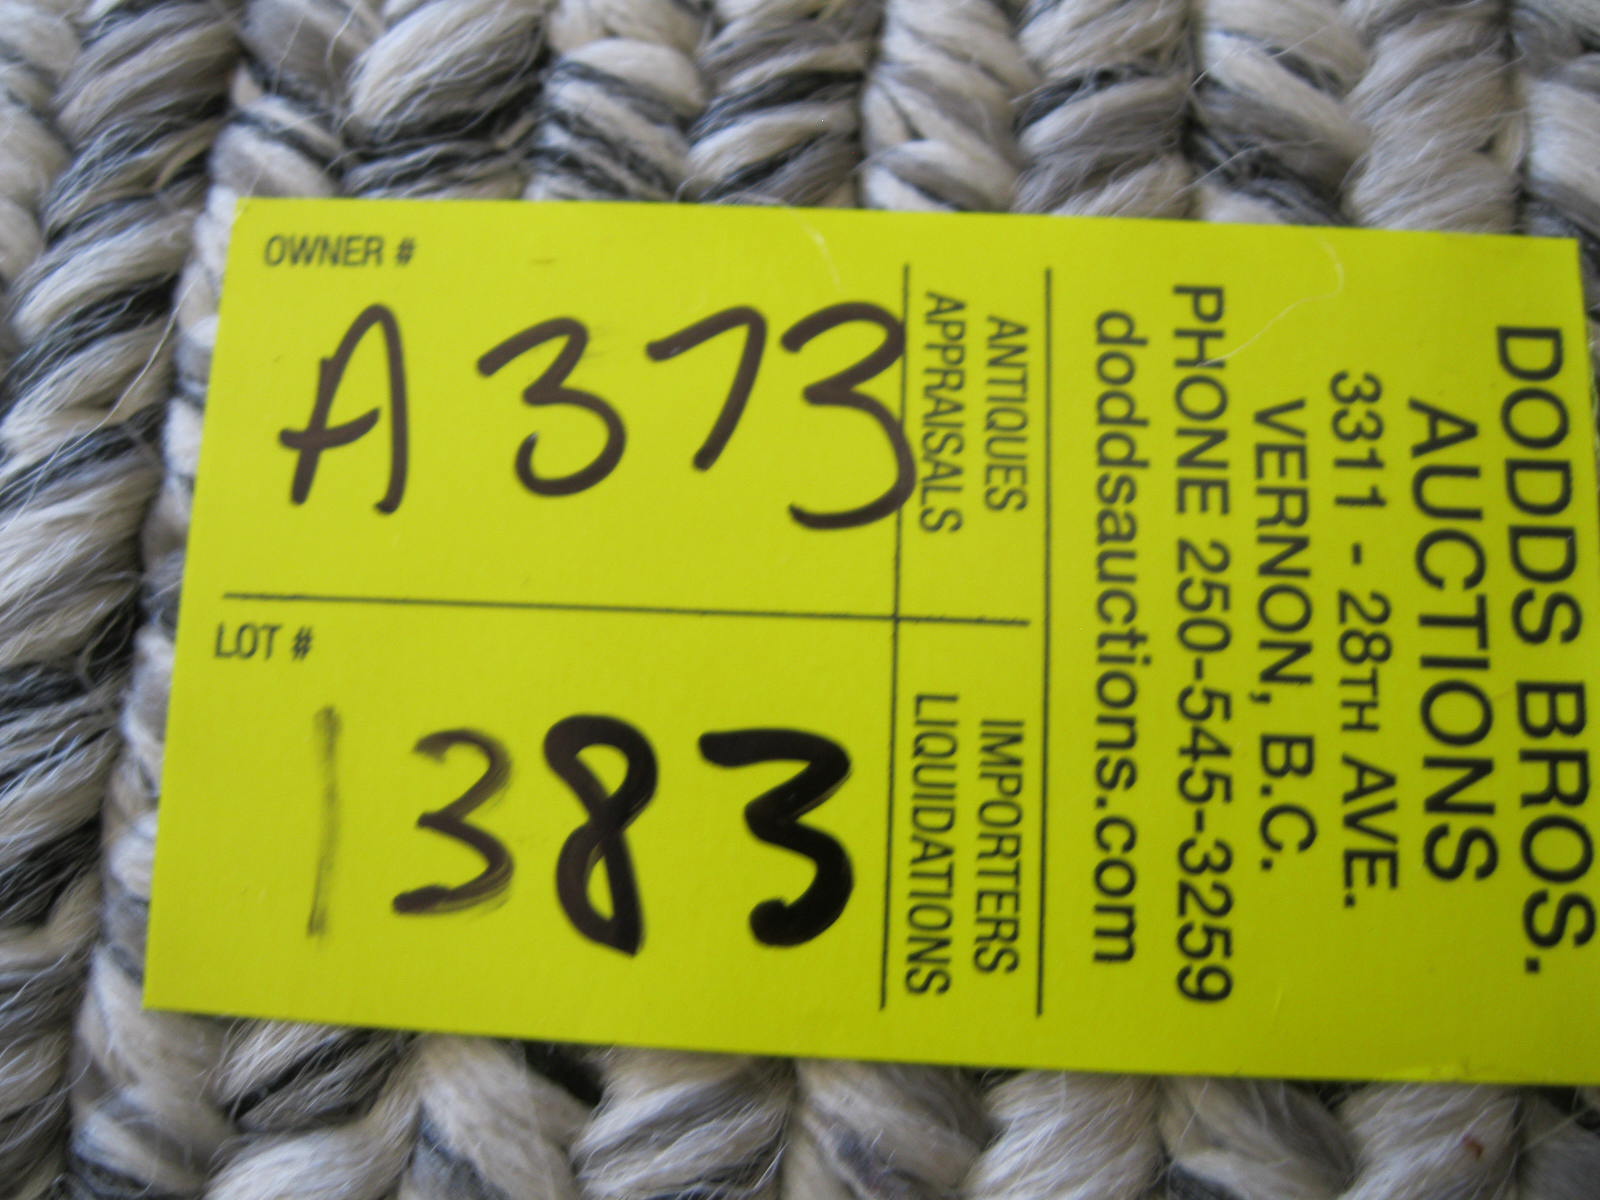 OWNER #
A 373
LOT #
1383
ANTIQUES
APPRAISALS
IMPORTERS
LIQUIDATIONS
DODDS BROS.
AUCTIONS
3311 - 28TH AVE.
VERNON, B.C.
PHONE 250-545-3259
doddsauctions.com